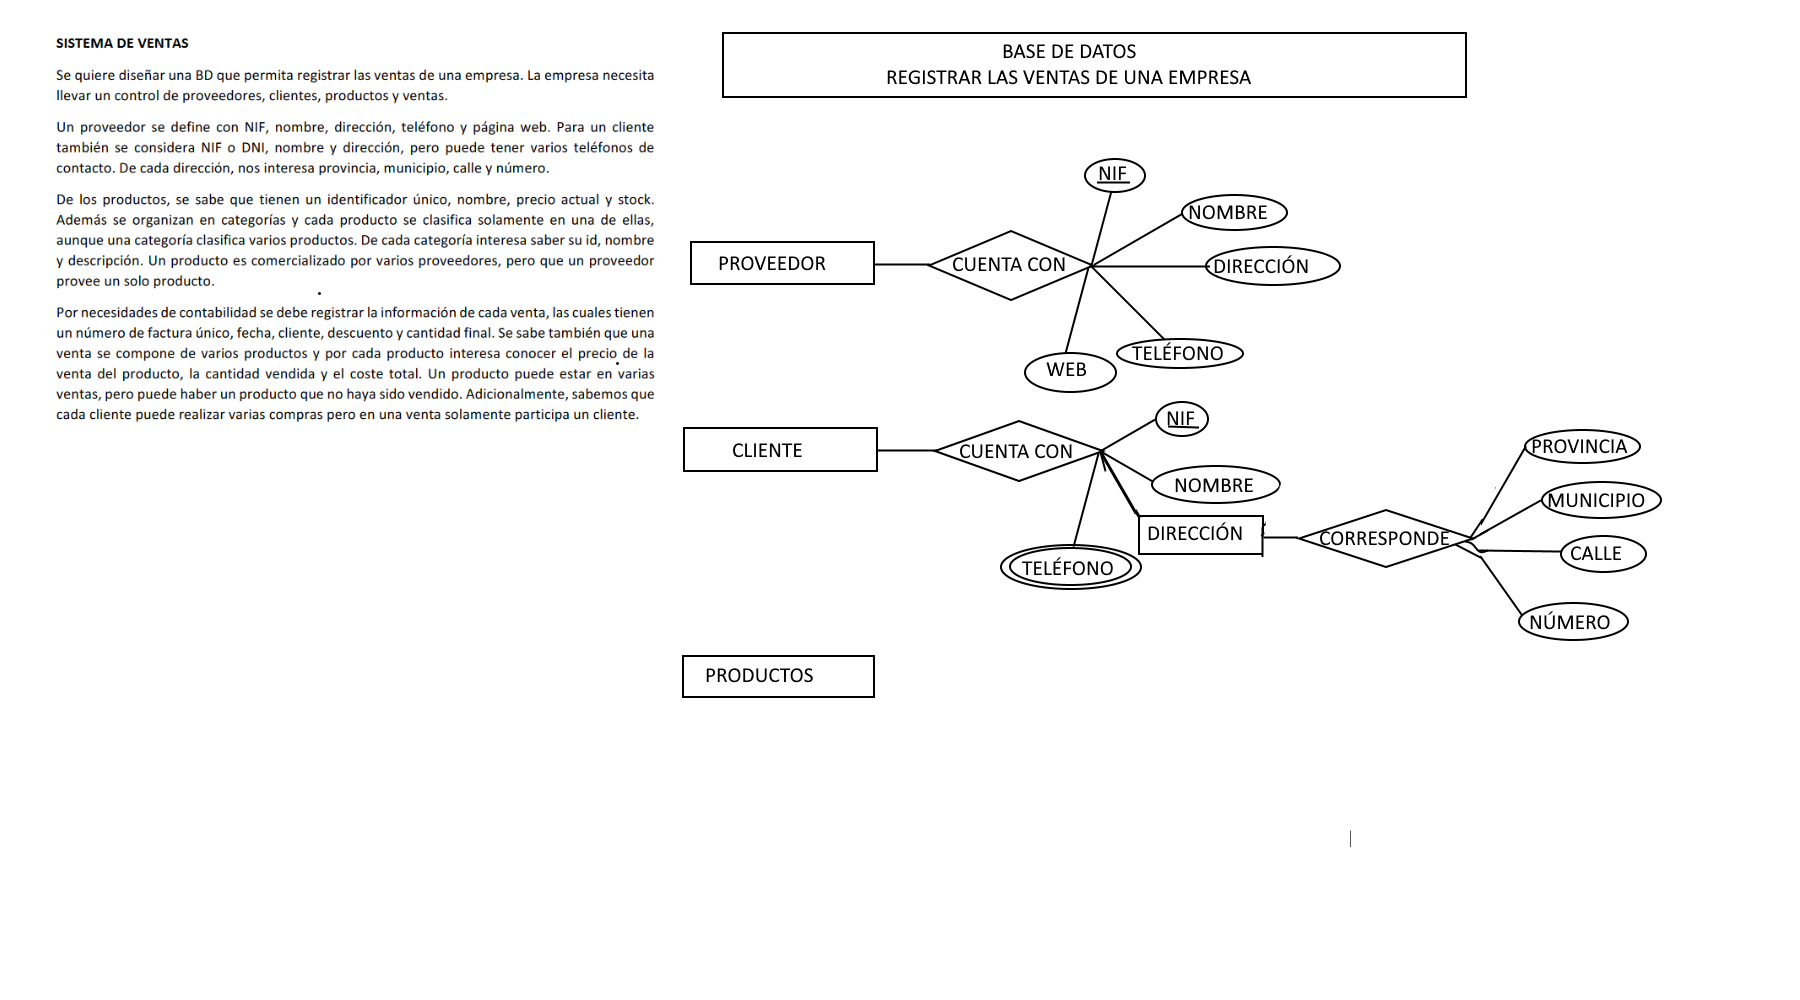 SISTEMA DE VENTAS
Se quiere diseñar una BD que permita registrar las ventas de una empresa. La empresa necesita
llevar un control de proveedores, clientes, productos y ventas.
Un proveedor se define con NIF, nombre, dirección, teléfono y página web. Para un cliente
también se considera NIF o DNI, nombre y dirección, pero puede tener varios teléfonos de
contacto. De cada dirección, nos interesa provincia, municipio, calle y número.
De los productos, se sabe que tienen un identificador único, nombre, precio actual y stock.
Además se organizan en categorías y cada producto se clasifica solamente en una de ellas,
aunque una categoría clasifica varios productos. De cada categoría interesa saber su id, nombre
y descripción. Un producto es comercializado por varios proveedores, pero que un proveedor
provee un solo producto.
Por necesidades de contabilidad se debe registrar la información de cada venta, las cuales tienen
un número de factura único, fecha, cliente, descuento y cantidad final. Se sabe también que una
venta se compone de varios productos y por cada producto interesa conocer el precio de la
venta del producto, la cantidad vendida y el coste total. Un producto puede estar en varias
ventas, pero puede haber un producto que no haya sido vendido. Adicionalmente, sabemos que
cada cliente puede realizar varias compras pero en una venta solamente participa un cliente.
BASE DE DATOS
REGISTRAR LAS VENTAS DE UNA EMPRESA
NIF
NOMBRE
PROVEEDOR
CUENTA CON
DIRECCIÓN
TELÉFONO
WEB
NIF
CLIENTE
CUENTA CON
NOMBRE
DIRECCIÓN
TELÉFONO
CORRESPONDE
PROVINCIA
MUNICIPIO
CALLE
NÚMERO
PRODUCTOS